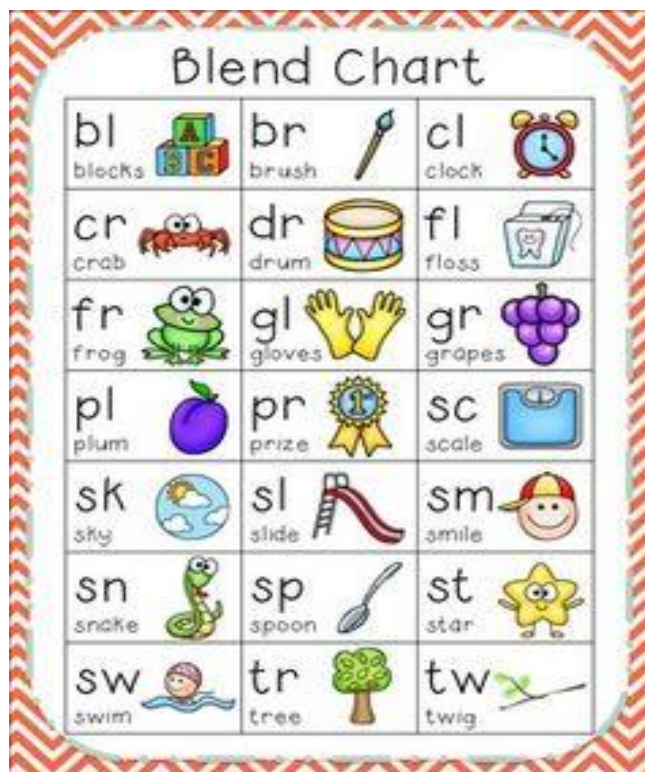 Blend Chart
bl
blocks
br
brush
cl
clock
cr
crab
dr
drum
fl
floss
fr
frog
gl
gloves
gr
grapes
pl
plum
pr
prize
sc
scale
sk
sky
sl
slide
sm
smile
sn
snake
sp
spoon
st
star
sw
swim
tr
tree
tw
twig
A
B C
1st